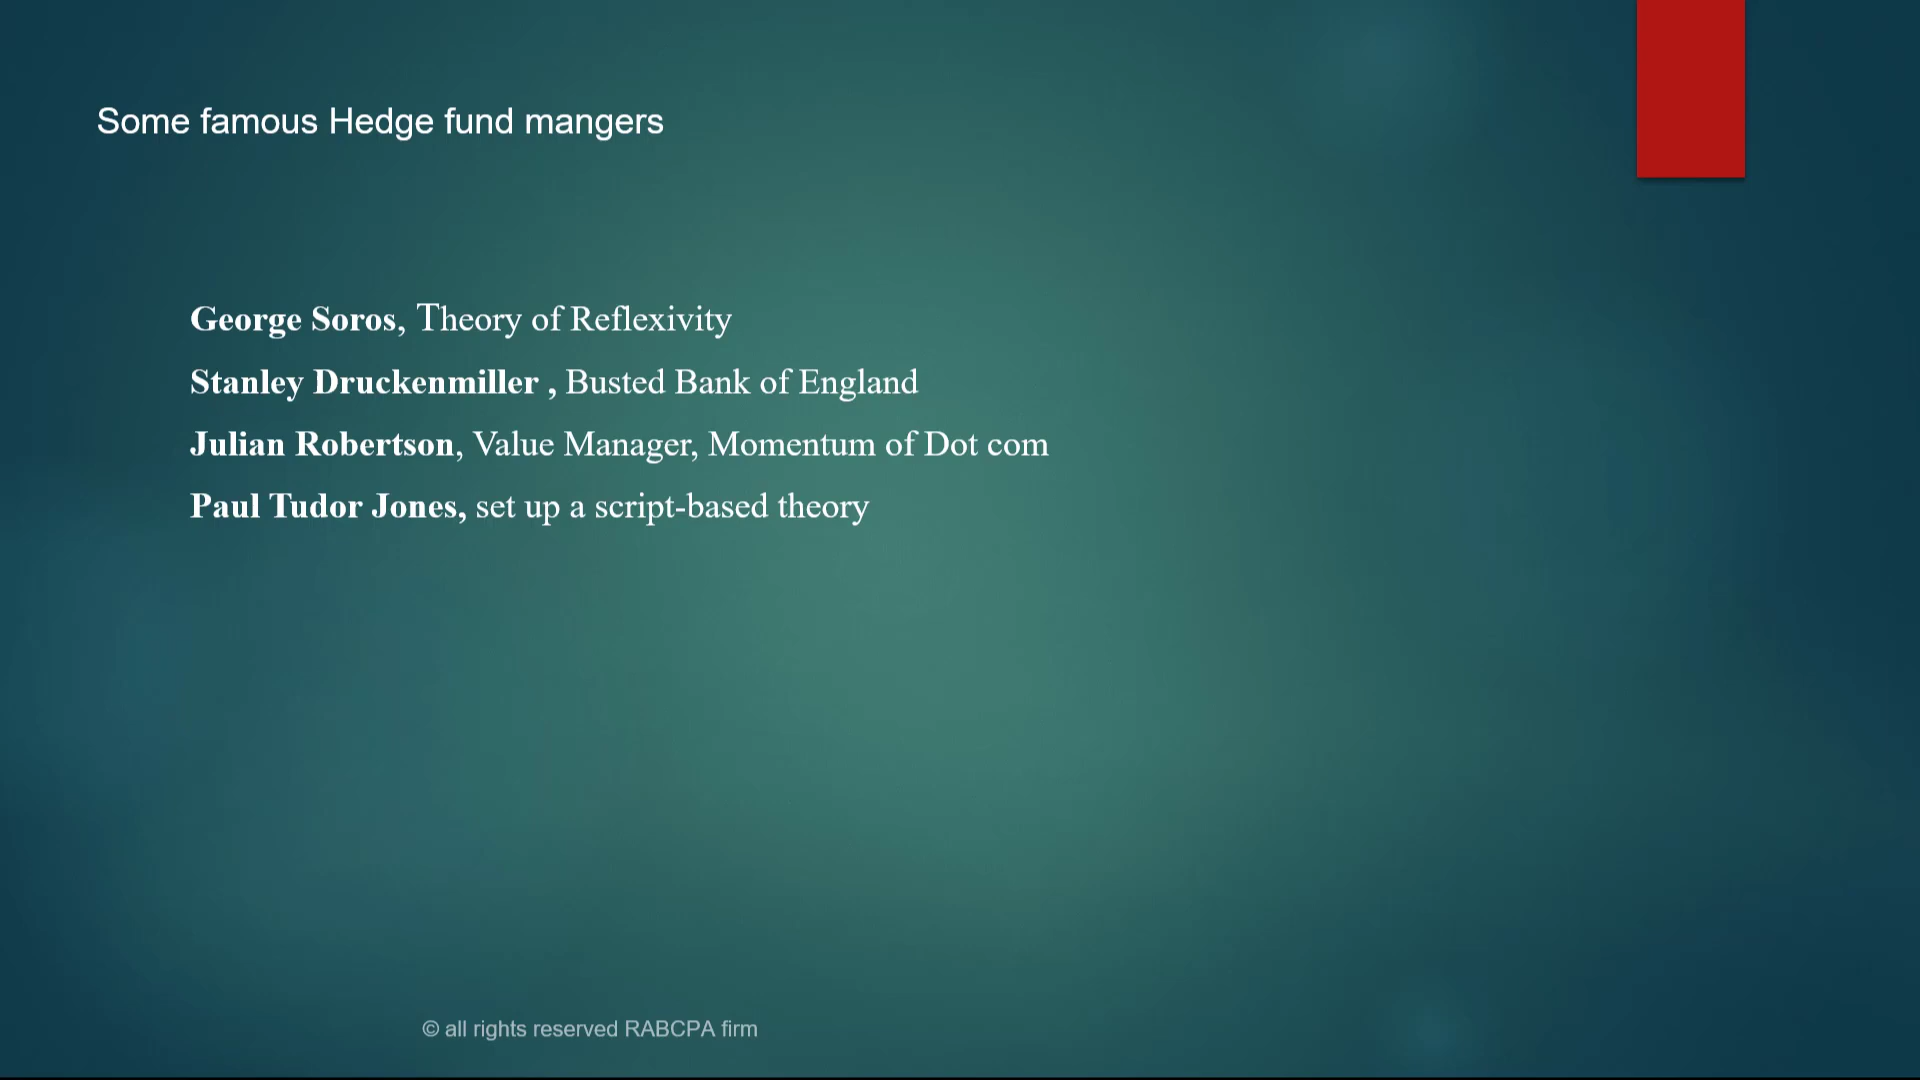 Some famous Hedge fund mangers
George Soros, Theory of Reflexivity
Stanley Druckenmiller , Busted Bank of England
Julian Robertson, Value Manager, Momentum of Dot com
Paul Tudor Jones, set up a script-based theory
© all rights reserved RABCPA firm